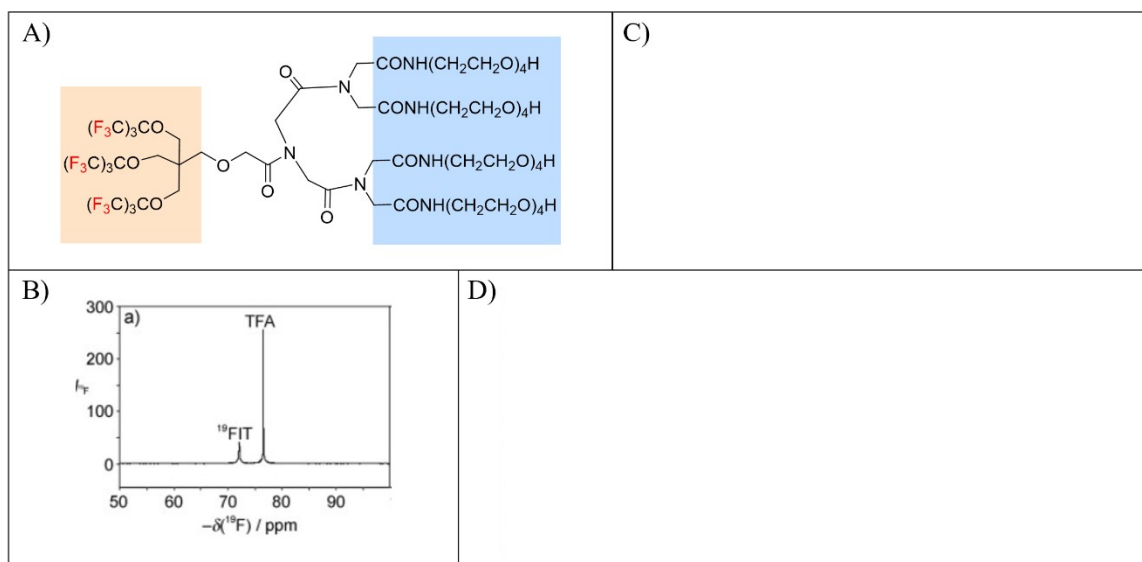 A)
O
CONH(CH2CH2O)4H
N
CONH(CH2CH2O)4H
(F3C)3CO
(F3C)3CO
(F3C)3CO
O
N
O
CONH(CH2CH2O)4H
N
O
CONH(CH2CH2O)4H
C)
B)
a)
300
200
100
0
TFA
19FIT
50 60 70 80 90
−δ(19F) / ppm
D)